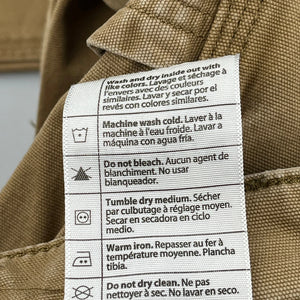 Wash and dry inside out with
like colors. Lavage et séchage à
l'envers avec des couleurs
similaires. Lavar y secar por el
revés con colores similares.
Machine wash cold. Laver à la
machine à l'eau froide. Lavar a
máquina con agua fría.
Do not bleach. Aucun agent de
blanchiment. No usar
blanqueador.
Tumble dry medium. Sécher
par culbutage à réglage moyen.
Secar en secadora en ciclo
medio.
Warm iron. Repasser au fer à
température moyenne. Plancha
tibia.
Do not dry clean. Ne pas
nettoyer à sec. No lavar en